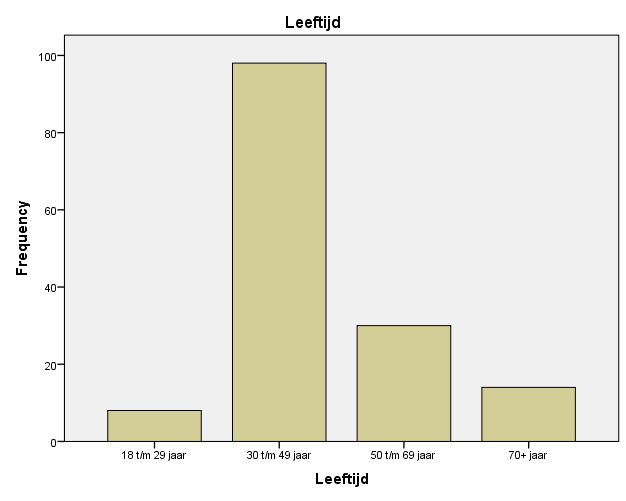 Leeftijd
100
80
60
40
20
0
Frequency
18 t/m 29 jaar
30 t/m 49 jaar
50 t/m 69 jaar
70+ jaar
Leeftijd